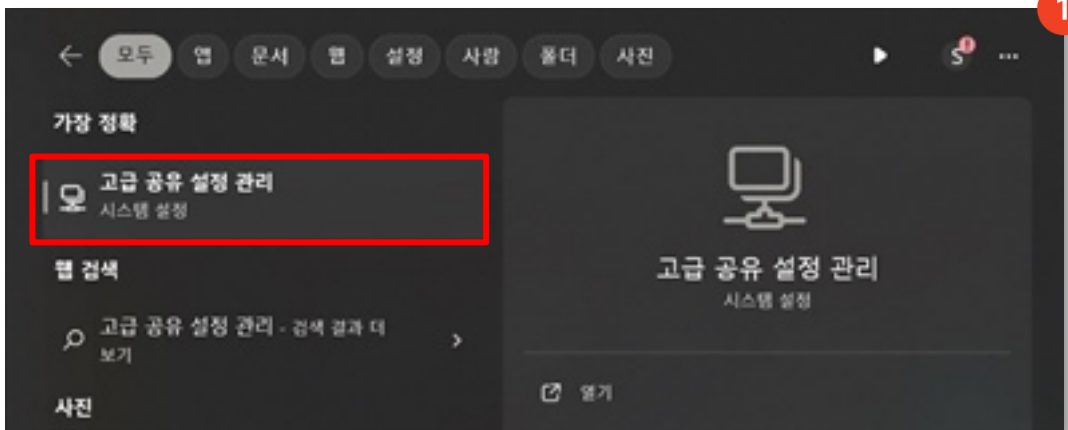 1
모두 앱 문서 웹 설정 사람 폴더 사진 S ...
가장 정확
고급 공유 설정 관리
시스템 설정
고급 공유 설정 관리
시스템 설정
웹 검색
고급 공유 설정 관리 - 검색 결과 더
보기
열기
사진